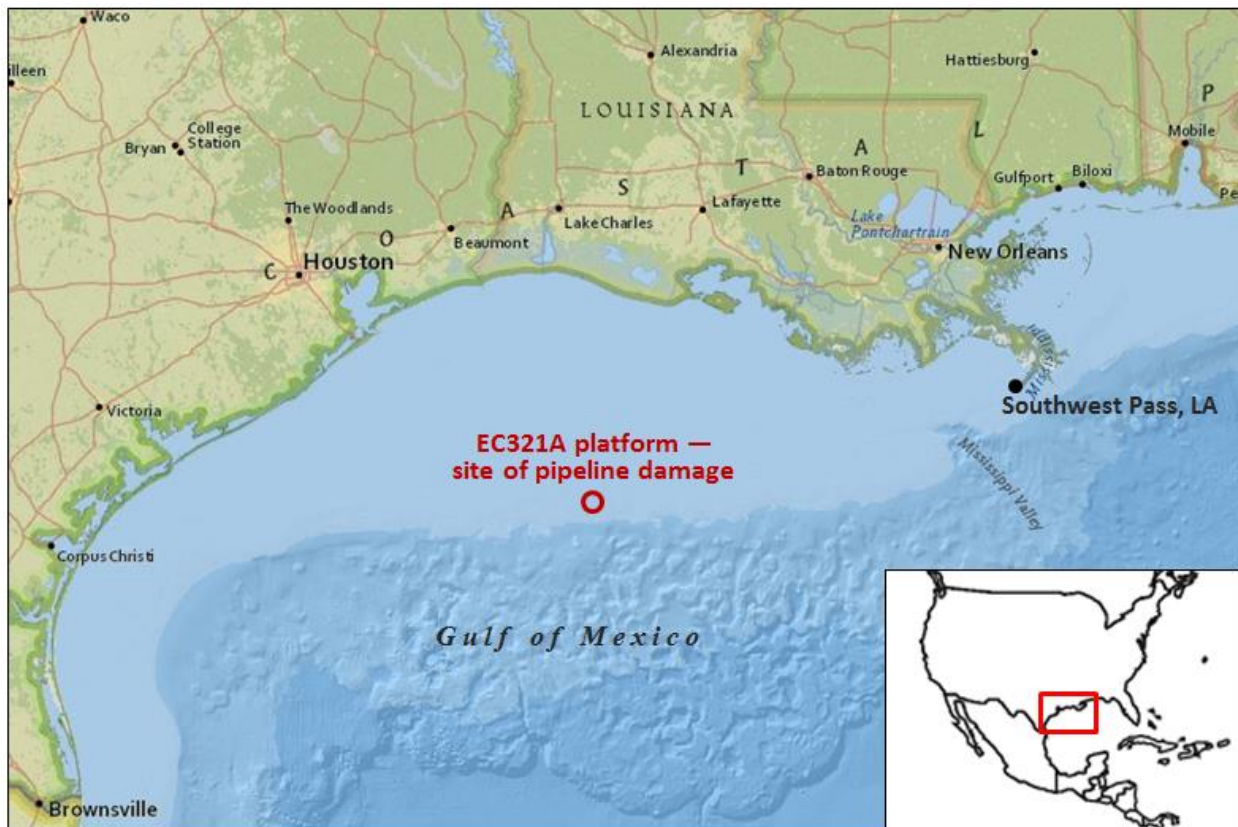 Waco
Alexandria
Hattiesburg
illeen
LOUISIANA
P
College
Station
Bryan
L
Mobile
A
T
Baton Rouge
Biloxi
Gulfport
S
Pe
The Woodlands
Lafayette
A
Lake Charles
Lake
Pontchartrain
Beaumont
O
New Orleans
C
Houston
Mississi
Southwest Pass, LA
Victoria
EC321A platform —
site of pipeline damage
Mississippi Valley
Corpus Christi
Gulf of Mexico
Brownsville